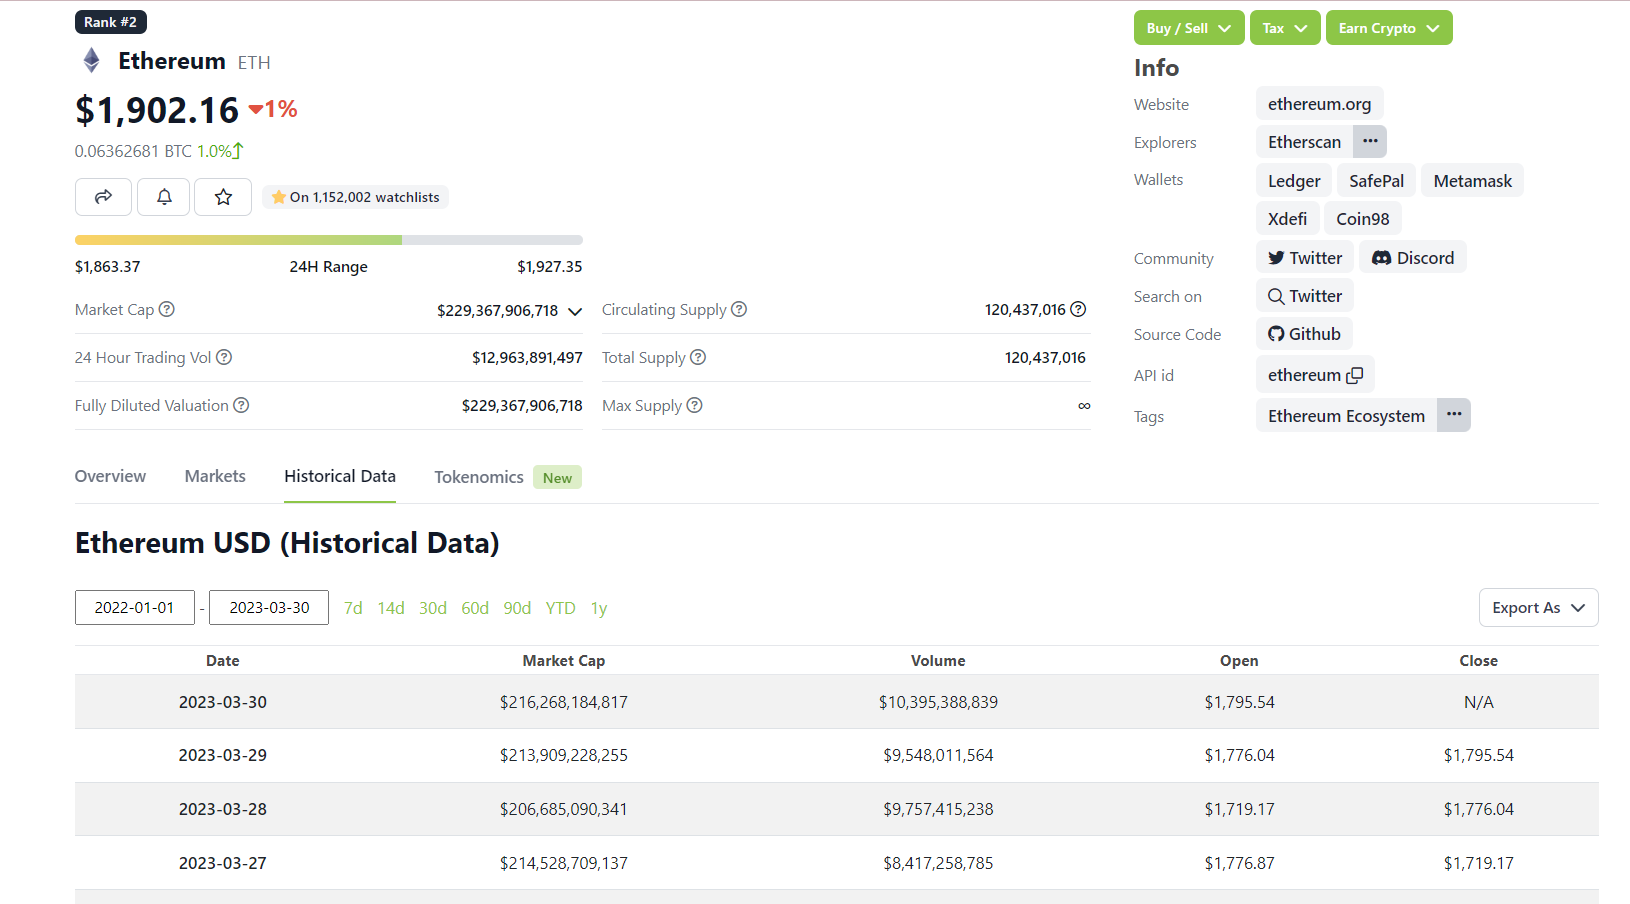 Rank #2
Ethereum ETH
$1,902.16 1%
0.06362681 BTC 1.0%
On 1,152,002 watchlists
$1,863.37 24H Range $1,927.35
Market Cap ? $229,367,906,718
24 Hour Trading Vol ? $12,963,891,497
Fully Diluted Valuation ? $229,367,906,718
Circulating Supply ? 120,437,016 ?
Total Supply ? 120,437,016
Max Supply ? ∞
Buy / Sell Tax Earn Crypto
Info
Website ethereum.org
Explorers Etherscan ···
Wallets Ledger SafePal Metamask
Xdefi Coin98
Community Twitter Discord
Search on Twitter
Source Code Github
API id ethereum
Tags Ethereum Ecosystem ···
Overview Markets Historical Data Tokenomics New
Ethereum USD (Historical Data)
2022-01-01 - 2023-03-30 7d 14d 30d 60d 90d YTD 1y Export As
Date Market Cap Volume Open Close
2023-03-30 $216,268,184,817 $10,395,388,839 $1,795.54 N/A
2023-03-29 $213,909,228,255 $9,548,011,564 $1,776.04 $1,795.54
2023-03-28 $206,685,090,341 $9,757,415,238 $1,719.17 $1,776.04
2023-03-27 $214,528,709,137 $8,417,258,785 $1,776.87 $1,719.17